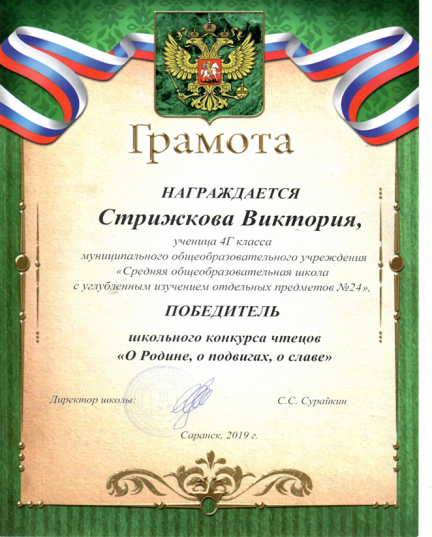 Грамота
НАГРАЖДАЕТСЯ
Стрижкова Виктория,
ученица 4Г класса
муниципального общеобразовательного учреждения
«Средняя общеобразовательная школа
с углубленным изучением отдельных предметов №24».
ПОБЕДИТЕЛЬ
школьного конкурса чтецов
«О Родине, о подвигах, о славе»
Директор школы: С.С. Сурайкин
Саранск, 2019 г.